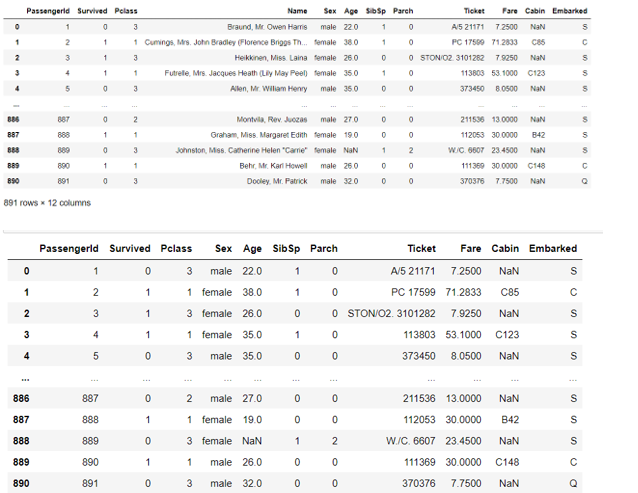 PassengerId Survived Pclass Name Sex Age SibSp Parch Ticket Fare Cabin Embarked
0 1 0 3 Braund, Mr. Owen Harris male 22.0 1 0 A/5 21171 7.2500 NaN S
1 2 1 1 Cumings, Mrs. John Bradley (Florence Briggs Th... female 38.0 1 0 PC 17599 71.2833 C85 C
2 3 1 3 Heikkinen, Miss. Laina female 26.0 0 0 STON/O2. 3101282 7.9250 NaN S
3 4 1 1 Futrelle, Mrs. Jacques Heath (Lily May Peel) female 35.0 1 0 113803 53.1000 C123 S
4 5 0 3 Allen, Mr. William Henry male 35.0 0 0 373450 8.0500 NaN S
... ... ... ... ... ... ... ... ... ... ... ... ...
886 887 0 2 Montvila, Rev. Juozas male 27.0 0 0 211536 13.0000 NaN S
887 888 1 1 Graham, Miss. Margaret Edith female 19.0 0 0 112053 30.0000 B42 S
888 889 0 3 Johnston, Miss. Catherine Helen "Carrie" female NaN 1 2 W./C. 6607 23.4500 NaN S
889 890 1 1 Behr, Mr. Karl Howell male 26.0 0 0 111369 30.0000 C148 C
890 891 0 3 Dooley, Mr. Patrick male 32.0 0 0 370376 7.7500 NaN Q
891 rows × 12 columns
PassengerId Survived Pclass Sex Age SibSp Parch Ticket Fare Cabin Embarked
0 1 0 3 male 22.0 1 0 A/5 21171 7.2500 NaN S
1 2 1 1 female 38.0 1 0 PC 17599 71.2833 C85 C
2 3 1 3 female 26.0 0 0 STON/O2. 3101282 7.9250 NaN S
3 4 1 1 female 35.0 1 0 113803 53.1000 C123 S
4 5 0 3 male 35.0 0 0 373450 8.0500 NaN S
... ... ... ... ... ... ... ... ... ... ... ...
886 887 0 2 male 27.0 0 0 211536 13.0000 NaN S
887 888 1 1 female 19.0 0 0 112053 30.0000 B42 S
888 889 0 3 female NaN 1 2 W./C. 6607 23.4500 NaN S
889 890 1 1 male 26.0 0 0 111369 30.0000 C148 C
890 891 0 3 male 32.0 0 0 370376 7.7500 NaN Q